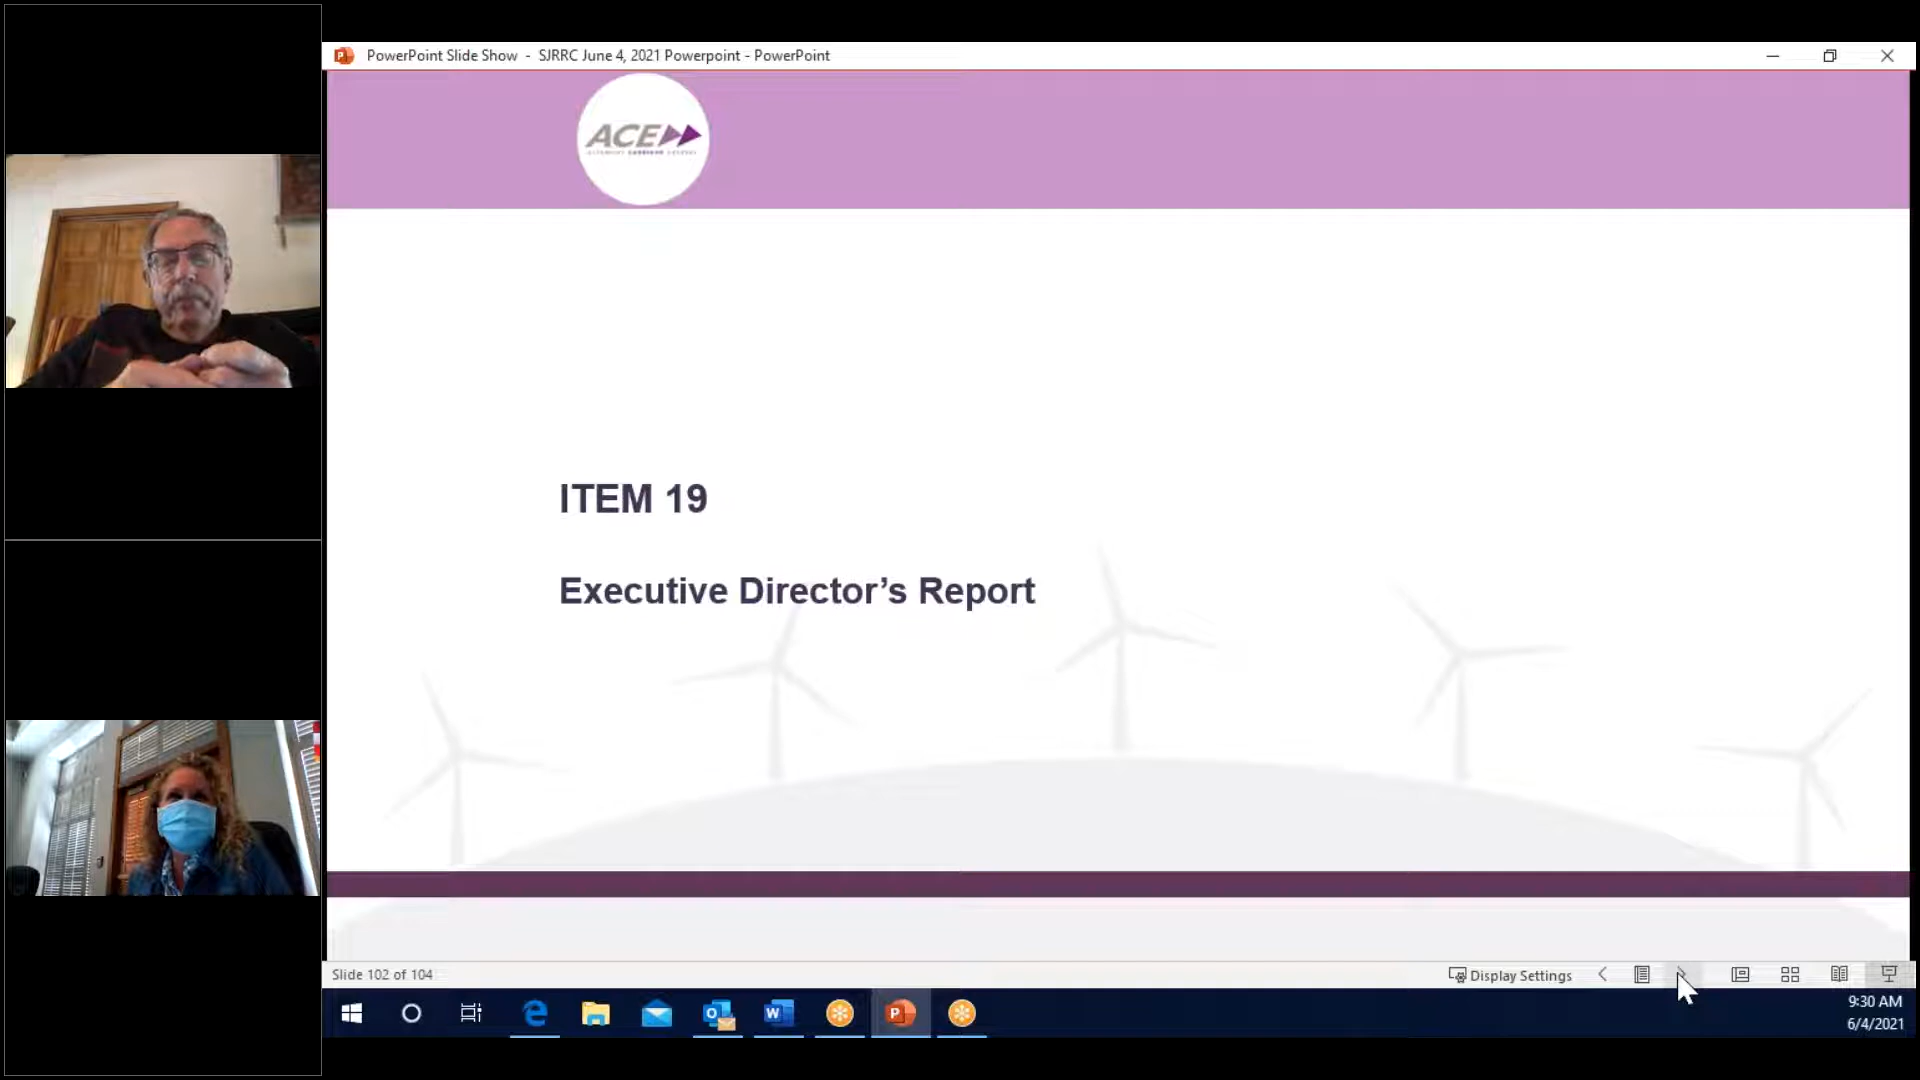 PowerPoint Slide Show - SJRRC June 4, 2021 Powerpoint - PowerPoint
ACE
ITEM 19
Executive Director’s Report
Slide 102 of 104
Display Settings
9:30 AM
6/4/2021